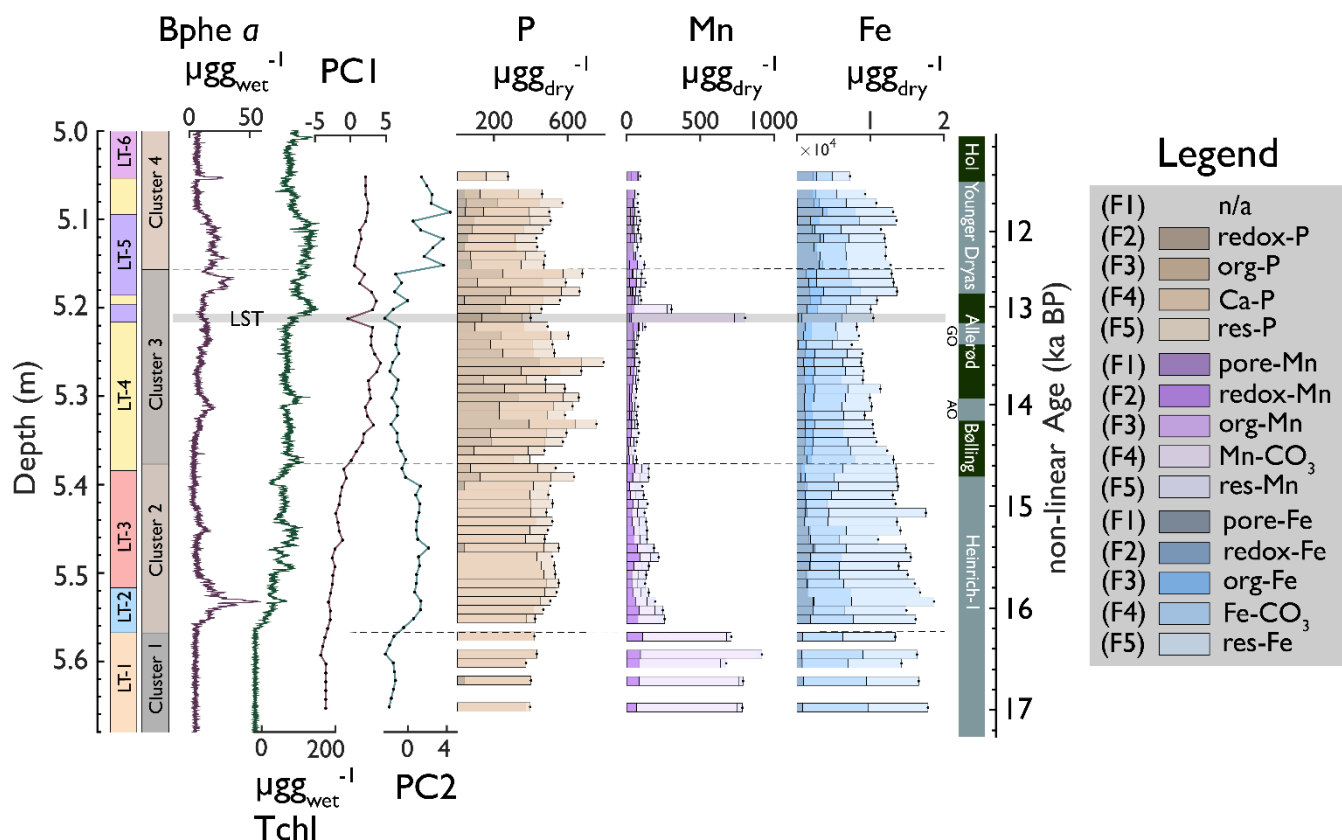 Bphe a
µgg_wet^-1
0 50
PC1
-5 0 5
P
µgg_dry^-1
200 600
Mn
µgg_dry^-1
0 500 1000
Fe
µgg_dry^-1
1 2
×10^4
Depth (m)
5.0
5.1
5.2
5.3
5.4
5.5
5.6
LT-6
LT-5
LT-4
LT-3
LT-2
LT-1
Cluster 4
Cluster 3
Cluster 2
Cluster 1
LST
0 200
µgg_wet^-1
Tchl
0 4
PC2
Hol
Younger Dryas
Allerød
GO
AO
Bølling
Heinrich-I
12
13
14
15
16
17
non-linear Age (ka BP)
Legend
(F1) n/a
(F2) redox-P
(F3) org-P
(F4) Ca-P
(F5) res-P
(F1) pore-Mn
(F2) redox-Mn
(F3) org-Mn
(F4) Mn-CO₃
(F5) res-Mn
(F1) pore-Fe
(F2) redox-Fe
(F3) org-Fe
(F4) Fe-CO₃
(F5) res-Fe